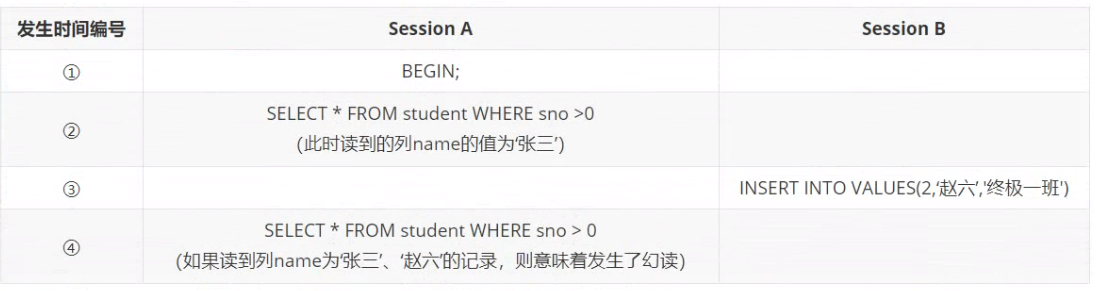 发生时间编号 Session A Session B
① BEGIN;
② SELECT * FROM student WHERE sno >0
(此时读到的列name的值为‘张三’)
③ INSERT INTO VALUES(2,‘赵六’,'终极一班')
④ SELECT * FROM student WHERE sno > 0
(如果读到列name为‘张三’、‘赵六’的记录，则意味着发生了幻读)